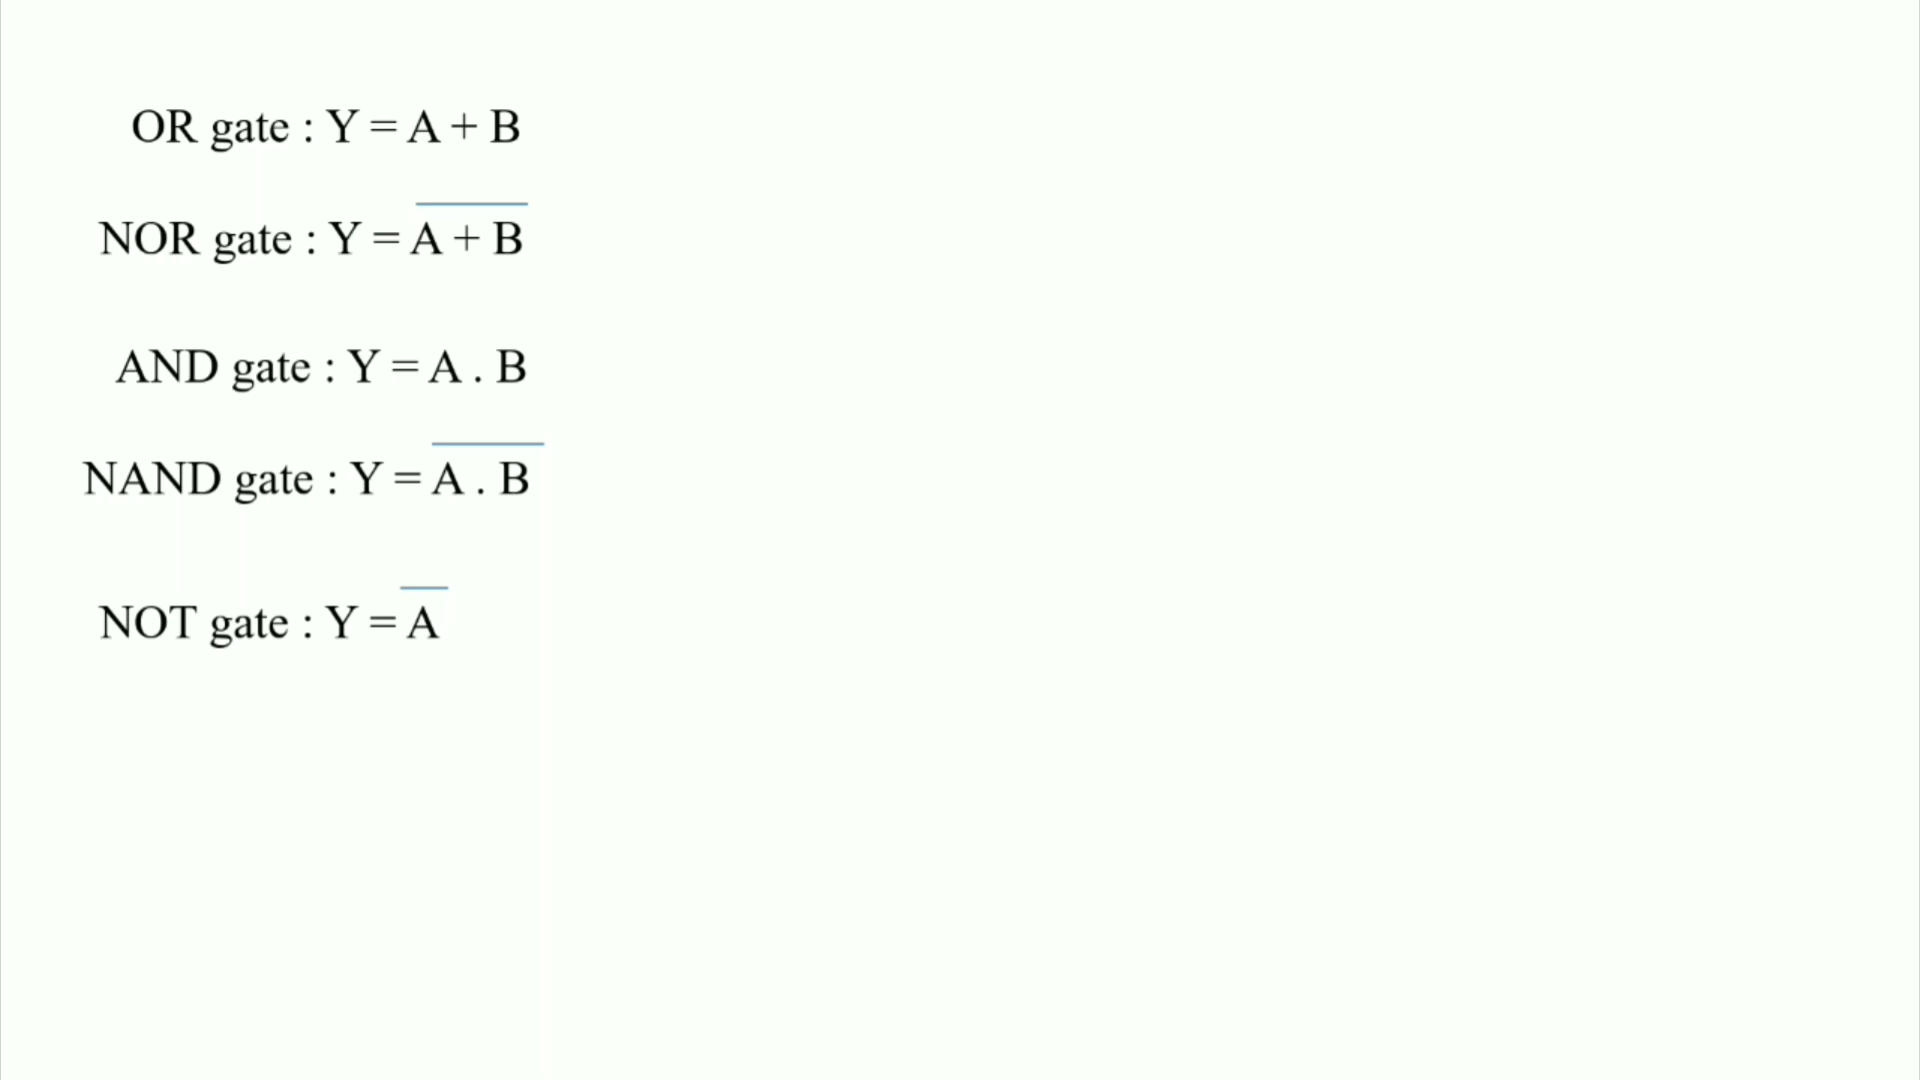 OR gate : Y = A + B
NOR gate : Y = A̅ ̅+̅ ̅B̅
AND gate : Y = A . B
NAND gate : Y = A̅ ̅.̅ ̅B̅
NOT gate : Y = A̅